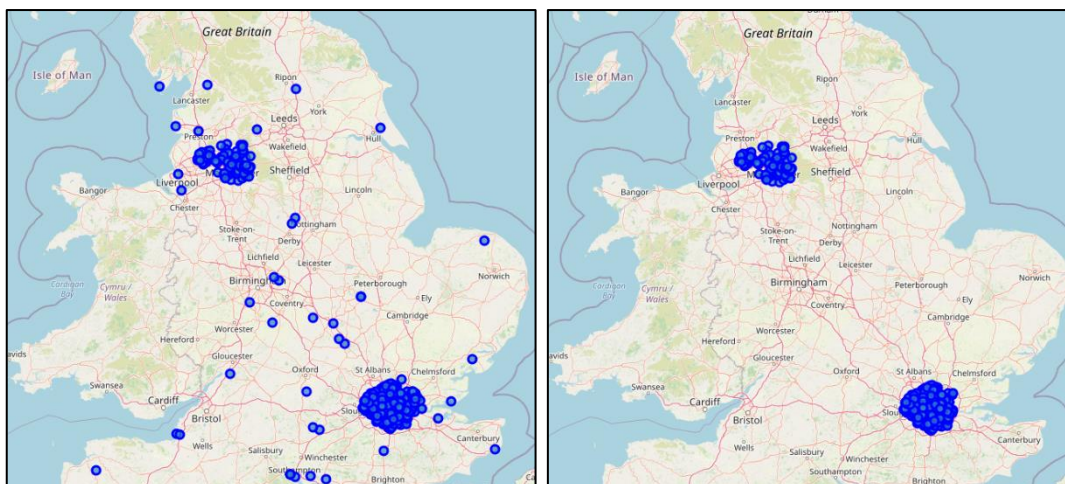 Great Britain
Isle of Man
Ripon
Lancaster
York
Leeds
Preston
Hull
Wakefield
Liverpool
Sheffield
Bangor
Chester
Lincoln
Stoke-on-
Trent
Nottingham
Derby
Lichfield
Leicester
Norwich
Cardigan
Bay
Cymru /
Wales
Birmingham
Peterborough
Ely
Coventry
Cambridge
Worcester
Hereford
Gloucester
Oxford
St Albans
Chelmsford
Swansea
Cardiff
Bristol
Slou
Canterbury
Wells
Salisbury
Winchester
Southampton
Brighton
Great Britain
Isle of Man
Ripon
Lancaster
York
Leeds
Preston
Hull
Wakefield
Liverpool
Sheffield
Bangor
Chester
Lincoln
Stoke-on-
Trent
Nottingham
Derby
Lichfield
Leicester
Norwich
Cardigan
Bay
Cymru /
Wales
Birmingham
Peterborough
Ely
Coventry
Cambridge
Worcester
Hereford
Gloucester
Oxford
St Albans
Chelmsford
Swansea
Cardiff
Bristol
Slou
Canterbury
Wells
Salisbury
Winchester
Southampton
Brighton